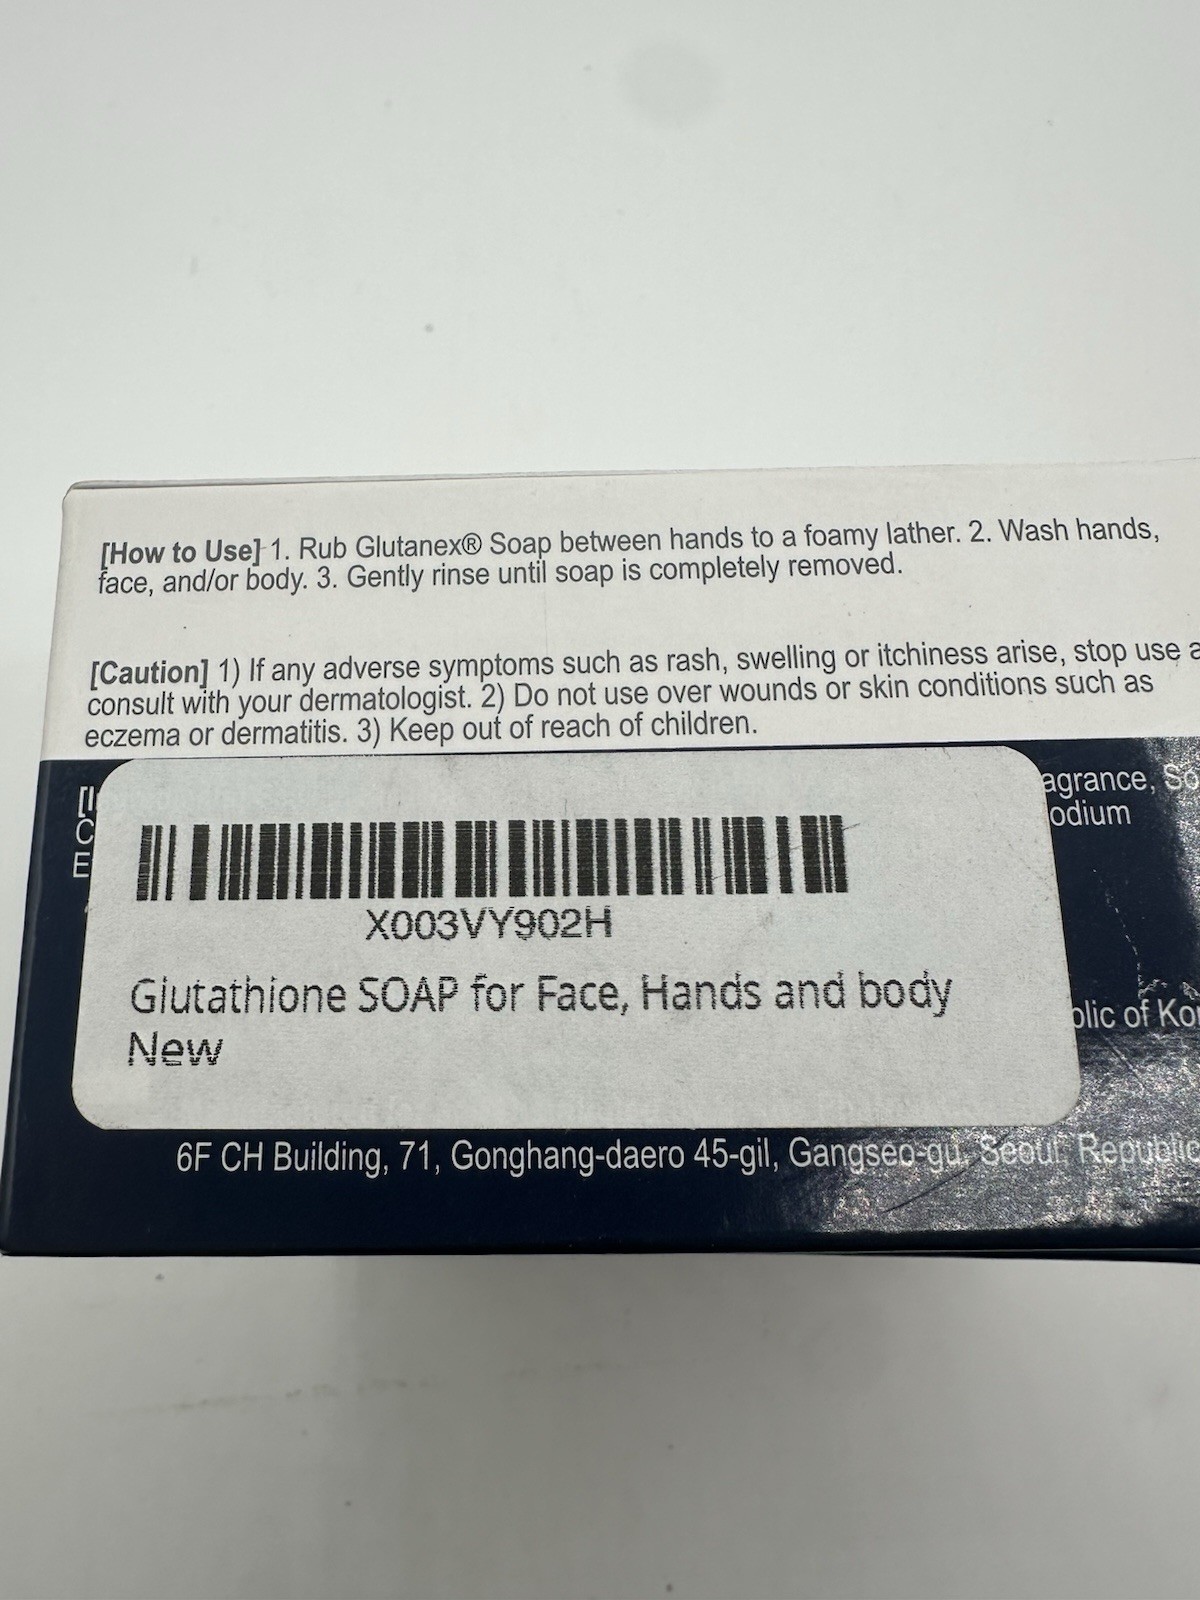 [How to Use] 1. Rub Glutanex® Soap between hands to a foamy lather. 2. Wash hands,
face, and/or body. 3. Gently rinse until soap is completely removed.
[Caution] 1) If any adverse symptoms such as rash, swelling or itchiness arise, stop use
consult with your dermatologist. 2) Do not use over wounds or skin conditions such as
eczema or dermatitis. 3) Keep out of reach of children.
agrance,
odium
X003VY902H
Glutathione SOAP for Face, Hands and body
New
blic of Kor
6F CH Building, 71, Gonghang-daero 45-gil, Gangseo-gu, Seoul, Republic